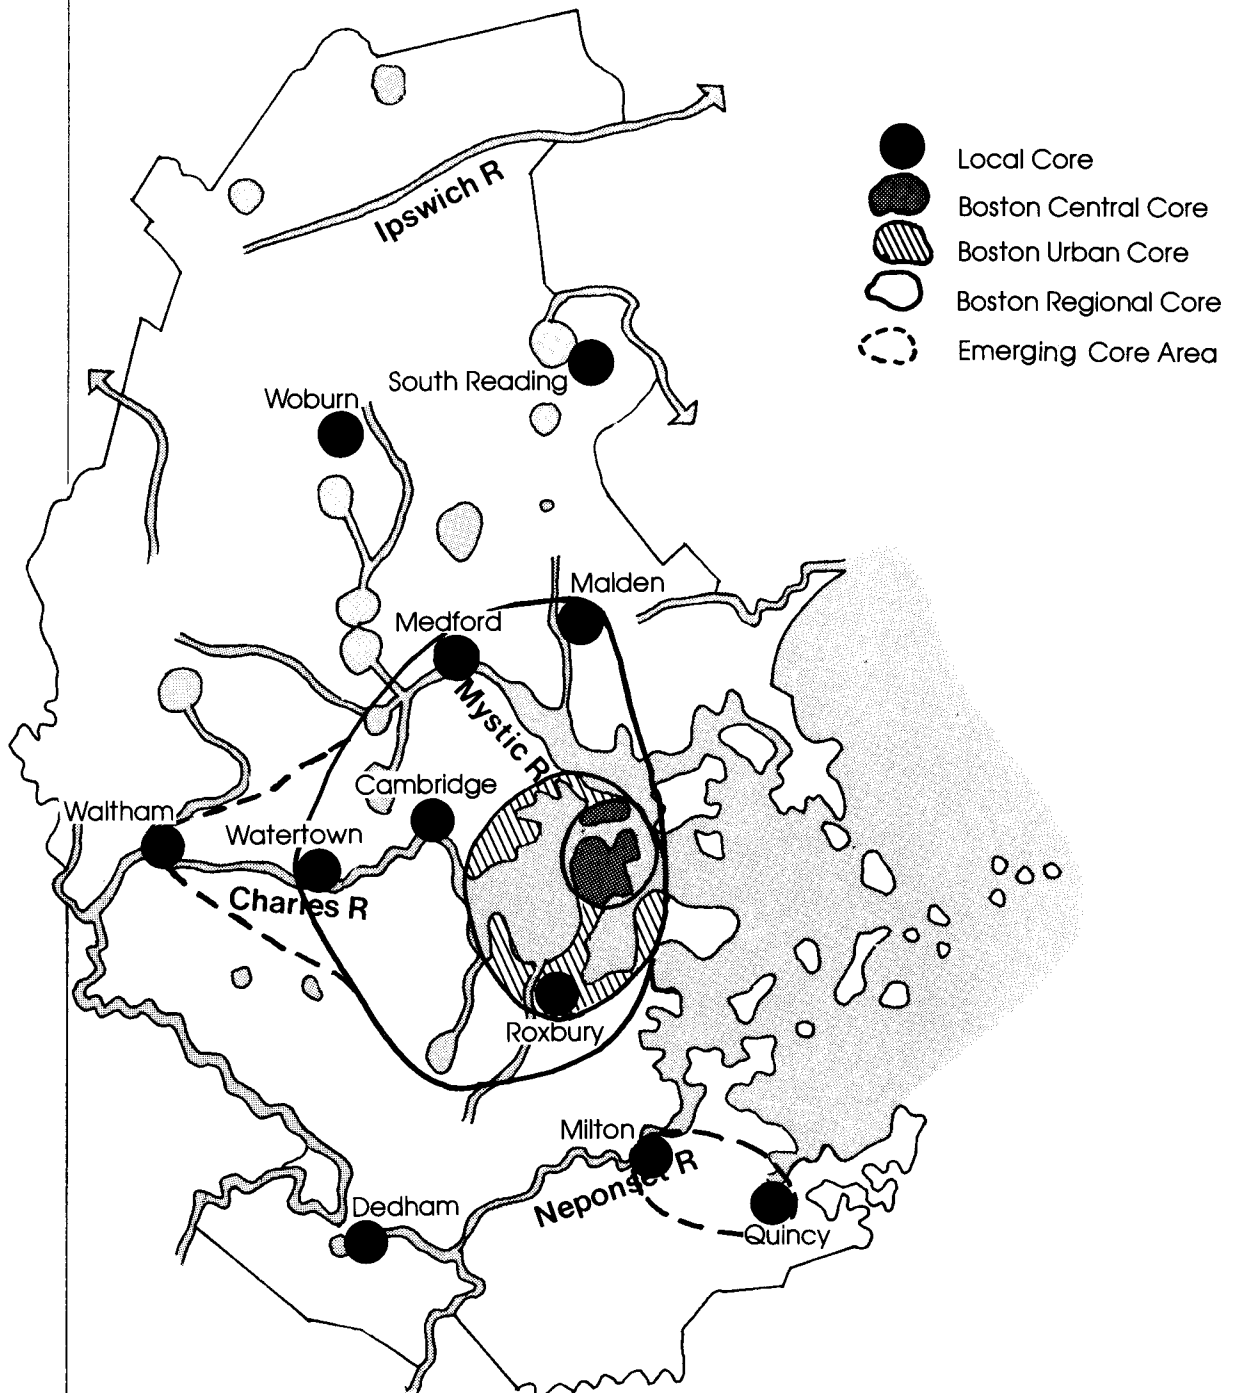 Ipswich R
Local Core
Boston Central Core
Boston Urban Core
Boston Regional Core
Emerging Core Area
South Reading
Woburn
Malden
Medford
Mystic R
Cambridge
Waltham
Watertown
Charles R
Roxbury
Milton
Neponset R
Dedham
Quincy